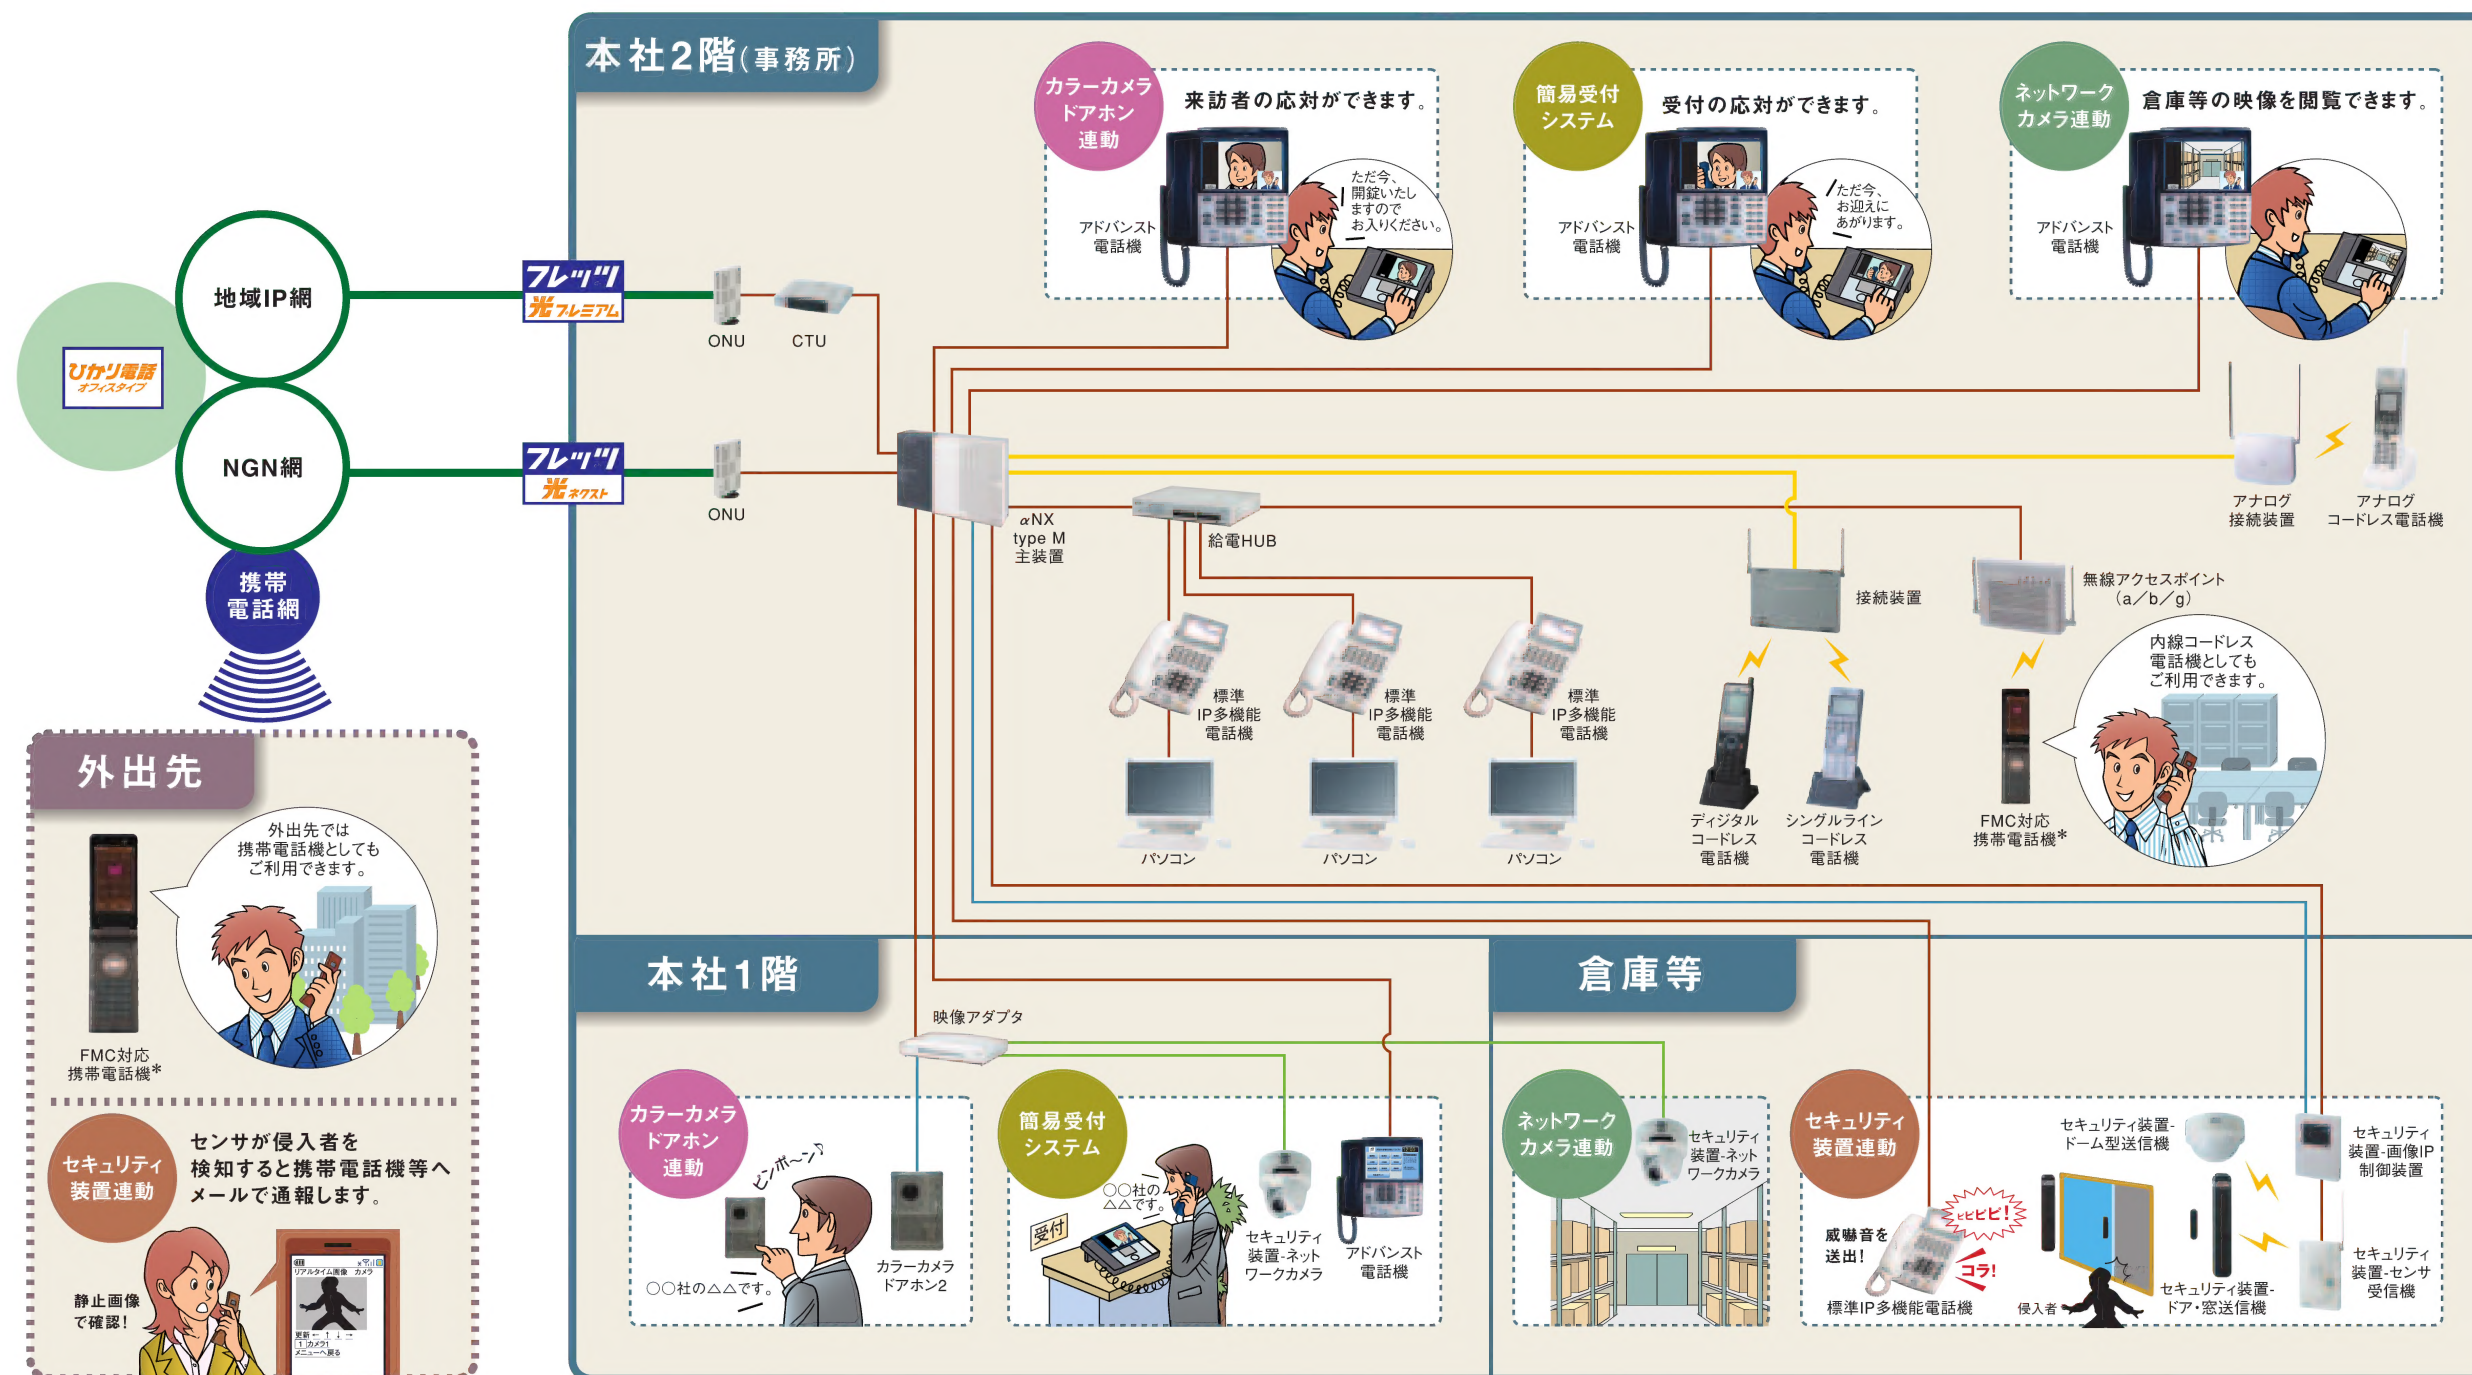 本社2階(事務所)
カラーカメラ
ドアホン
連動
来訪者の応対ができます。
アドバンスト
電話機
ただ今、
開錠いたし
ますので
お入りください。
簡易受付
システム
受付の応対ができます。
アドバンスト
電話機
ただ今、
お迎えに
あがります。
ネットワーク
カメラ連動
倉庫等の映像を閲覧できます。
アドバンスト
電話機
地域IP網
ひかり電話
オフィスタイプ
NGN網
携帯
電話網
フレッツ
光プレミアム
ONU
CTU
フレッツ
光ネクスト
ONU
αNX
type M
主装置
給電HUB
アナログ
接続装置
アナログ
コードレス電話機
接続装置
無線アクセスポイント
(a/b/g)
内線コードレス
電話機としても
ご利用できます。
標準
IP多機能
電話機
標準
IP多機能
電話機
標準
IP多機能
電話機
パソコン
パソコン
パソコン
ディジタル
コードレス
電話機
シングルライン
コードレス
電話機
FMC対応
携帯電話機*
外出先
外出先では
携帯電話機としても
ご利用できます。
FMC対応
携帯電話機*
セキュリティ
装置連動
センサが侵入者を
検知すると携帯電話機等へ
メールで通報します。
静止画像
で確認!
リアルタイム画像 カメラ
更新 ← ↑ ↓ →
1 カメラ1
メニューへ戻る
本社1階
映像アダプタ
カラーカメラ
ドアホン
連動
ピンポ〜ン♪
○○社の△△です。
カラーカメラ
ドアホン2
簡易受付
システム
○○社の
△△です。
受付
セキュリティ
装置-ネット
ワークカメラ
アドバンスト
電話機
倉庫等
ネットワーク
カメラ連動
セキュリティ
装置-ネット
ワークカメラ
セキュリティ
装置連動
威嚇音を
送出!
ピピピピ!
コラ!
標準IP多機能電話機
セキュリティ装置-
ドーム型送信機
侵入者
セキュリティ装置-
ドア・窓送信機
セキュリティ
装置-画像IP
制御装置
セキュリティ
装置-センサ
受信機